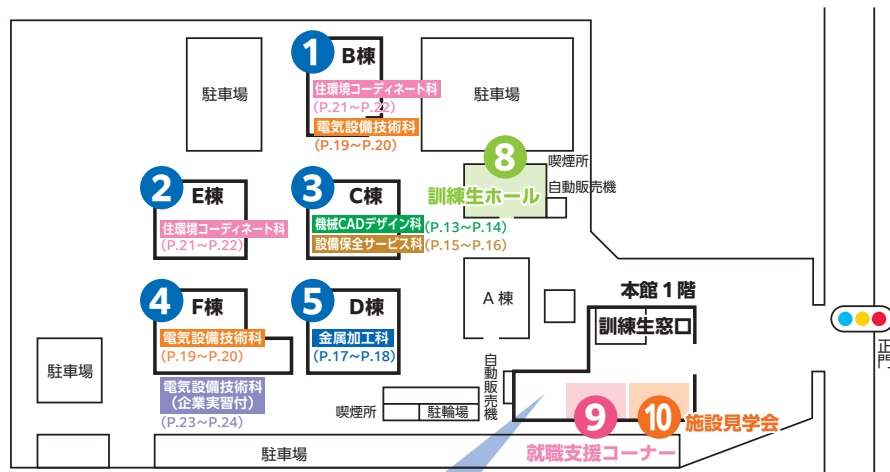 1
B棟
駐車場
住環境コーディネート科
(P.21～P.22)
電気設備技術科
(P.19～P.20)
駐車場
8
喫煙所
訓練生ホール
自動販売機
2
E棟
住環境コーディネート科
(P.21～P.22)
3
C棟
機械CADデザイン科
(P.13～P.14)
設備保全サービス科
(P.15～P.16)
A棟
本館1階
訓練生窓口
正門
4
F棟
電気設備技術科
(P.19～P.20)
電気設備技術科
(企業実習付)
(P.23～P.24)
5
D棟
金属加工科
(P.17～P.18)
駐車場
自動販売機
喫煙所
駐輪場
9
就職支援コーナー
10
施設見学会
駐車場